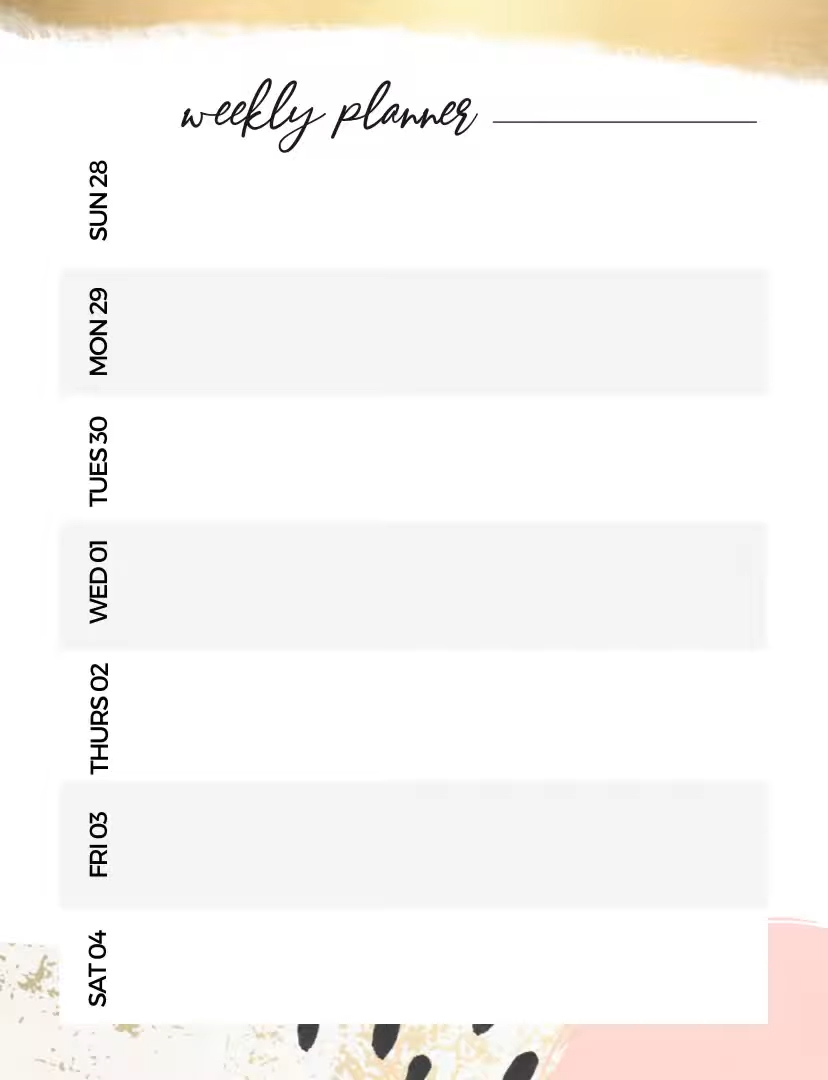 weekly planner
SUN 28
MON 29
TUES 30
WED 01
THURS 02
FRI 03
SAT 04